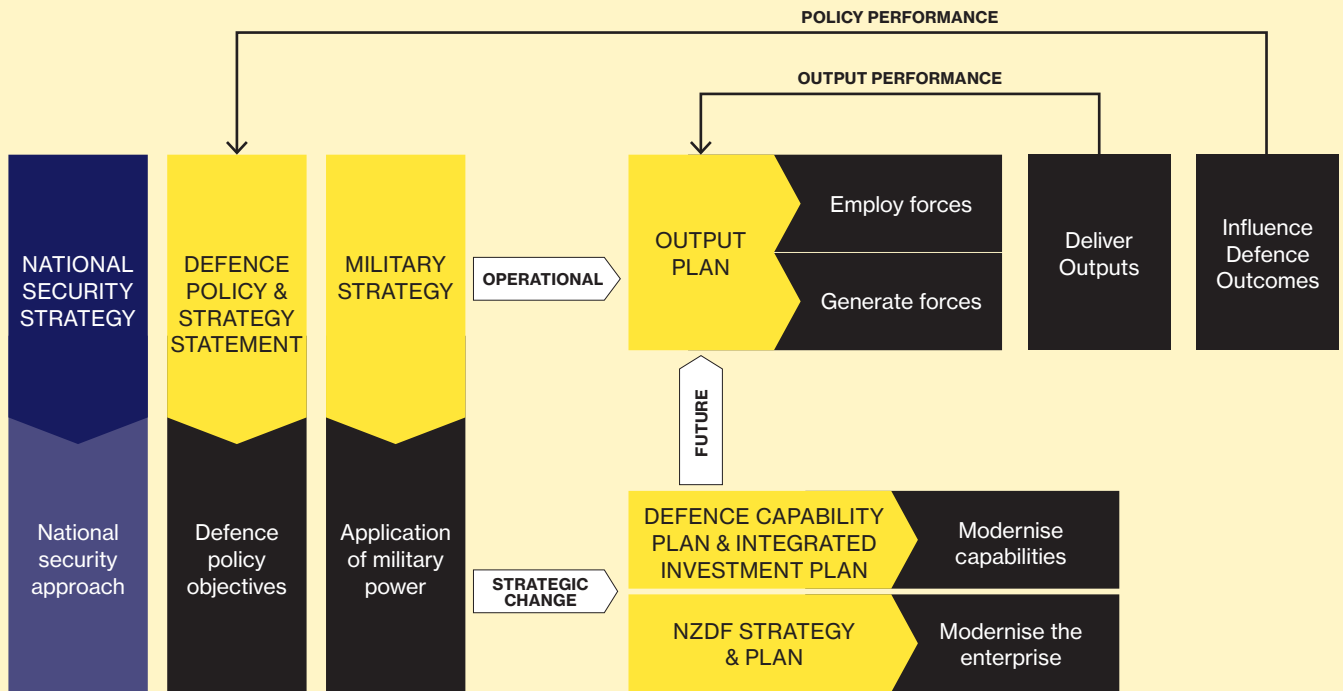 POLICY PERFORMANCE
OUTPUT PERFORMANCE
NATIONAL
SECURITY
STRATEGY
National
security
approach
DEFENCE
POLICY &
STRATEGY
STATEMENT
Defence
policy
objectives
MILITARY
STRATEGY
Application
of military
power
OPERATIONAL
OUTPUT
PLAN
Employ forces
Generate forces
Deliver
Outputs
Influence
Defence
Outcomes
FUTURE
STRATEGIC
CHANGE
DEFENCE CAPABILITY
PLAN & INTEGRATED
INVESTMENT PLAN
Modernise
capabilities
NZDF STRATEGY
& PLAN
Modernise the
enterprise